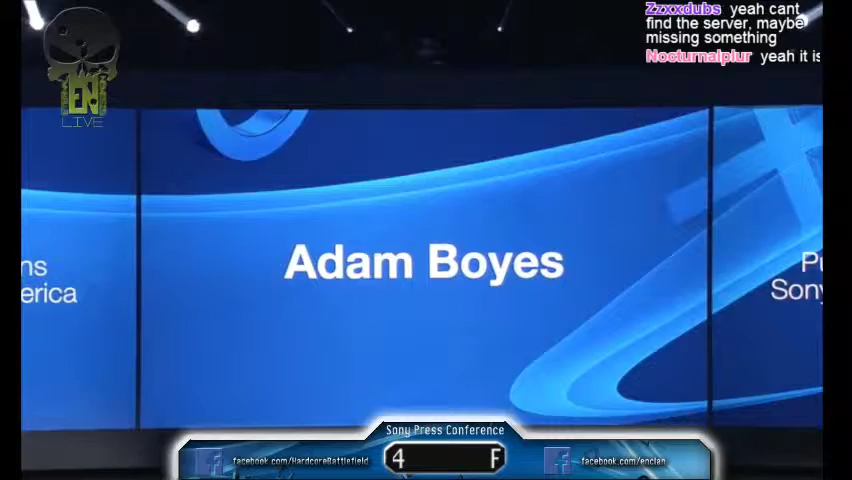 Zzxxdubs yeah cant
find the server, maybe
missing something
Nocturnalplur yeah it is
EN
LIVE
Adam Boyes
ns
erica
Sony
Sony Press Conference
facebook.com/HardcoreBattlefield
4 F
facebook.com/enclan